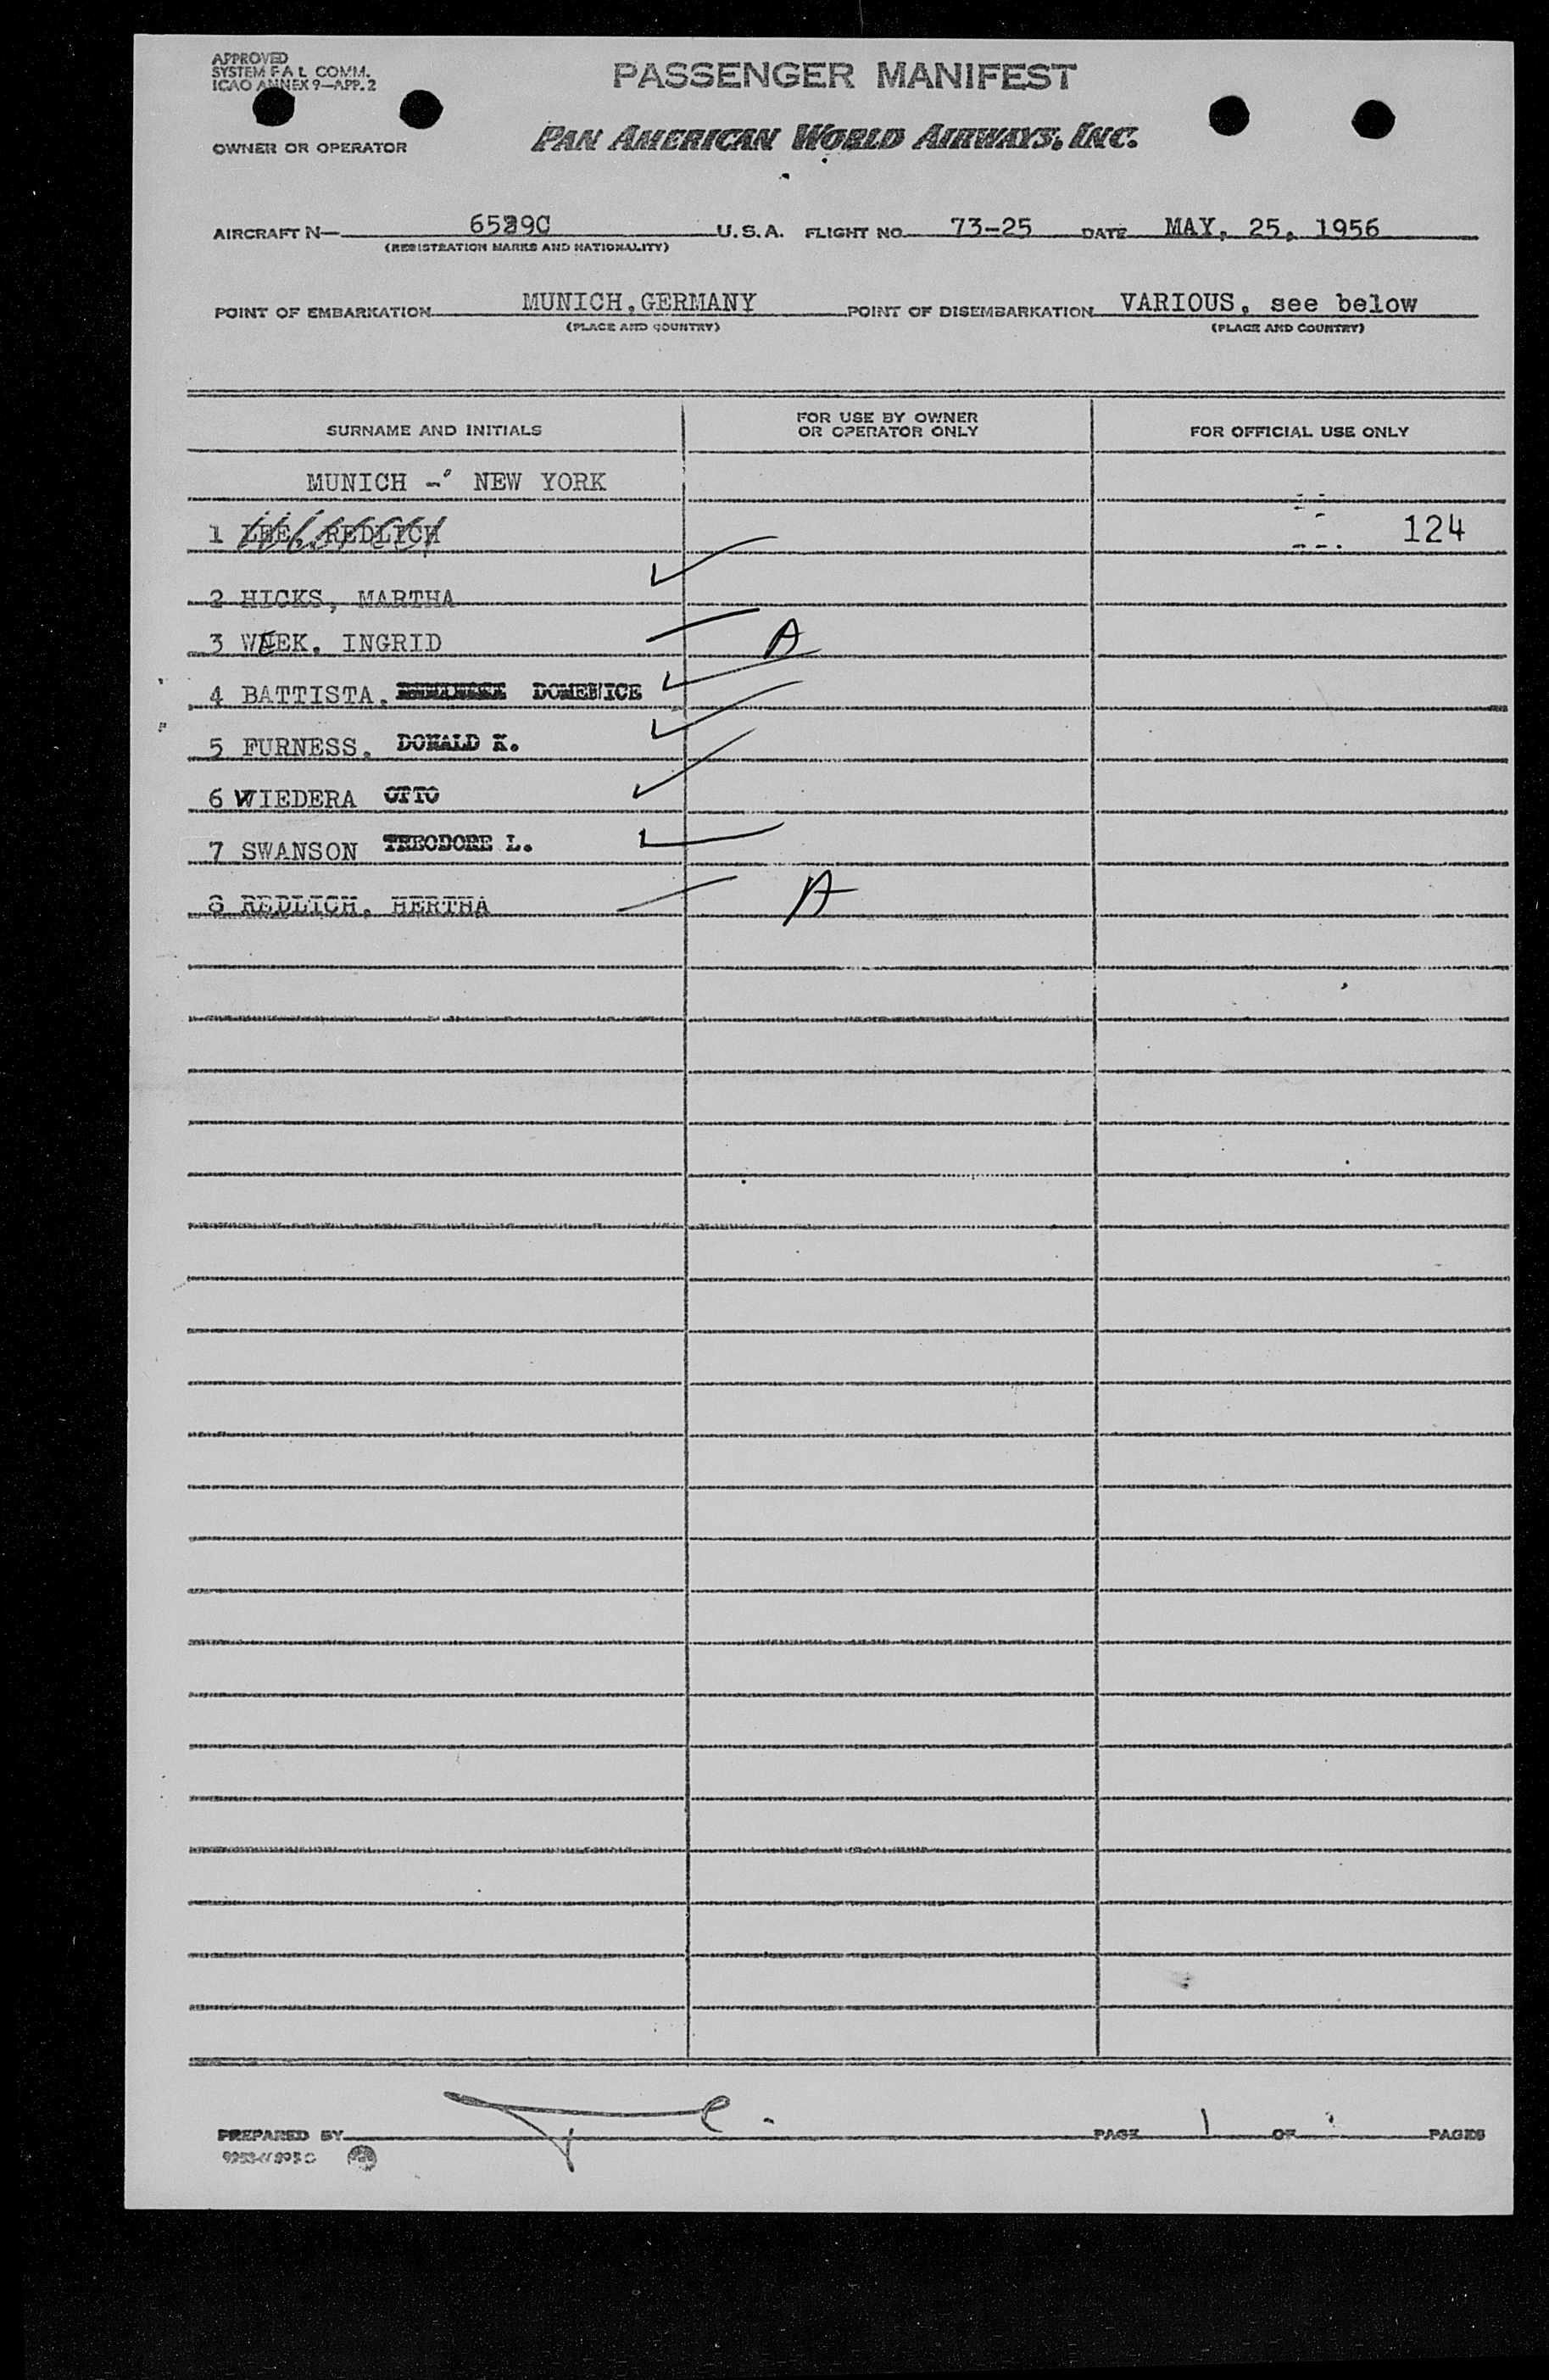 APPROVED
SYSTEM F A L COMM.
ICAO ANNEX 9—APP. 2
PASSENGER MANIFEST
OWNER OR OPERATOR
PAN AMERICAN WORLD AIRWAYS, INC.
AIRCRAFT N— 6529C U.S.A. FLIGHT NO. 73-25 DATE MAY, 25, 1956
(REGISTRATION MARKS AND NATIONALITY)
POINT OF EMBARKATION MUNICH, GERMANY POINT OF DISEMBARKATION VARIOUS, see below
(PLACE AND COUNTRY) (PLACE AND COUNTRY)
SURNAME AND INITIALS FOR USE BY OWNER OR OPERATOR ONLY FOR OFFICIAL USE ONLY
MUNICH - NEW YORK
1 LEE, REDLICH 124
2 HICKS, MARTHA
3 WEEK, INGRID A
4 BATTISTA, DOMENICE
5 FURNESS, DONALD K.
6 WIEDERA OTTO
7 SWANSON THEODORE L.
8 REDLICH, HERTHA A
PREPARED BY PAGE 1 OF PAGES